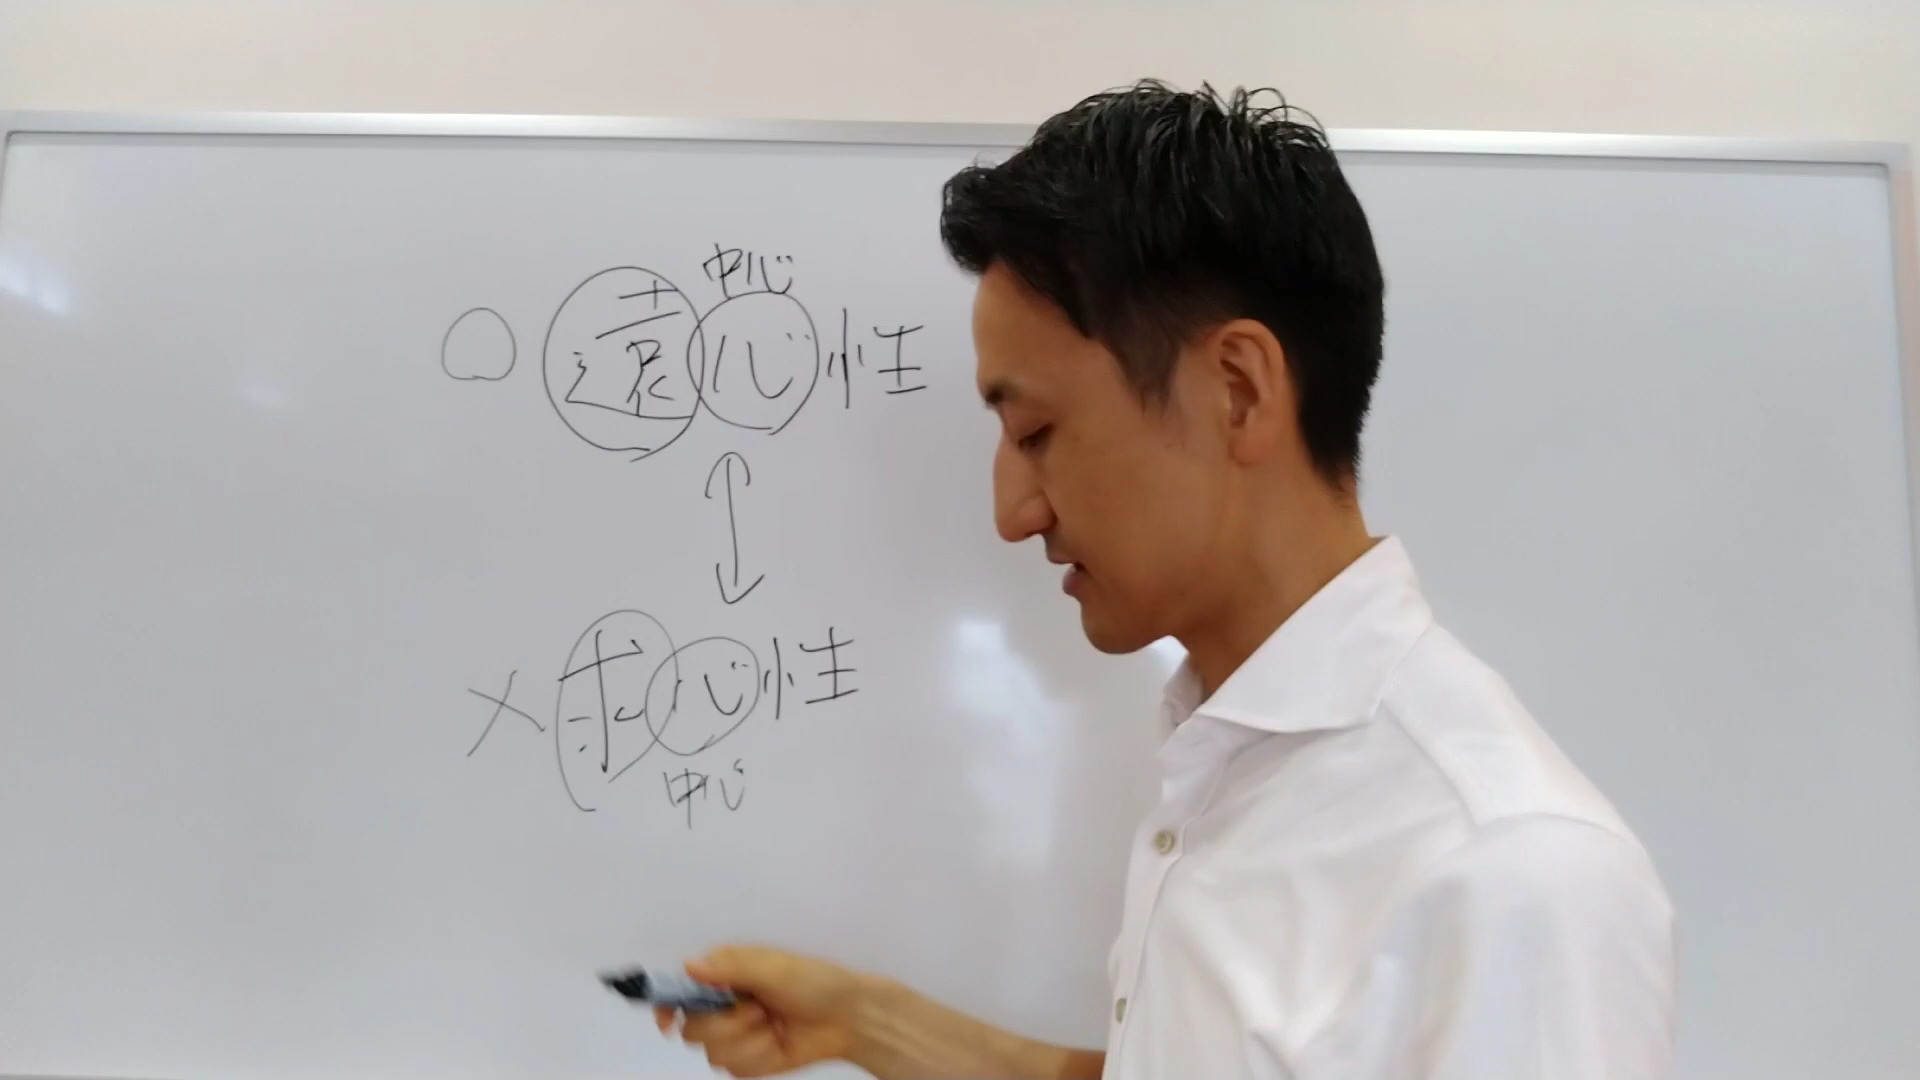 中心
○ 遠心性
× 求心性
中心